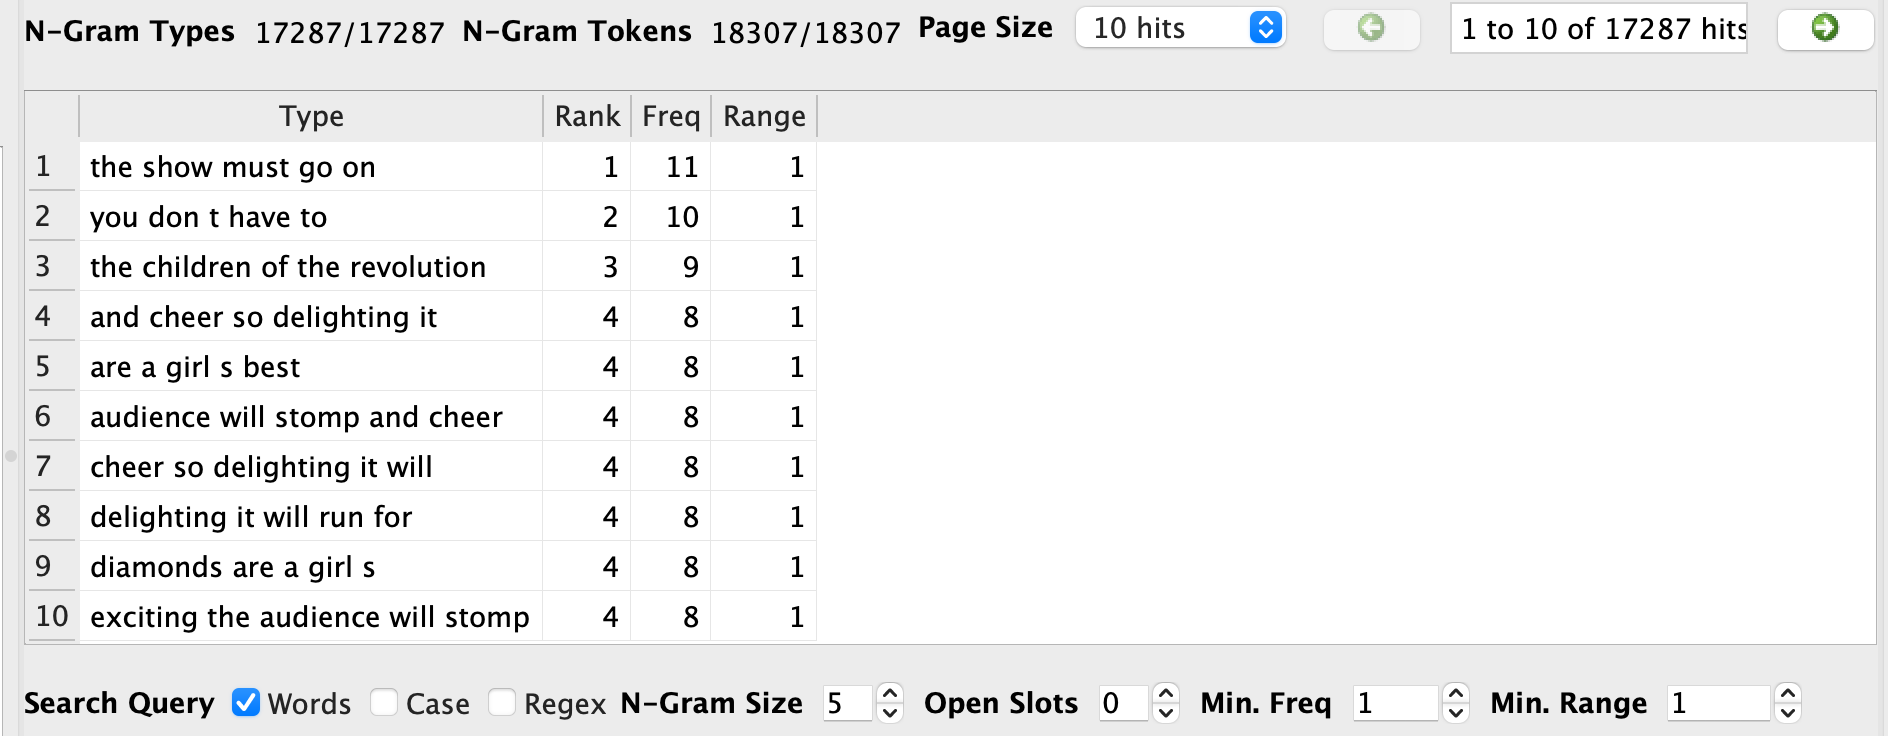 N-Gram Types 17287/17287 N-Gram Tokens 18307/18307 Page Size 10 hits 1 to 10 of 17287 hits
Type Rank Freq Range
1 the show must go on 1 11 1
2 you don t have to 2 10 1
3 the children of the revolution 3 9 1
4 and cheer so delighting it 4 8 1
5 are a girl s best 4 8 1
6 audience will stomp and cheer 4 8 1
7 cheer so delighting it will 4 8 1
8 delighting it will run for 4 8 1
9 diamonds are a girl s 4 8 1
10 exciting the audience will stomp 4 8 1
Search Query Words Case Regex N-Gram Size 5 Open Slots 0 Min. Freq 1 Min. Range 1